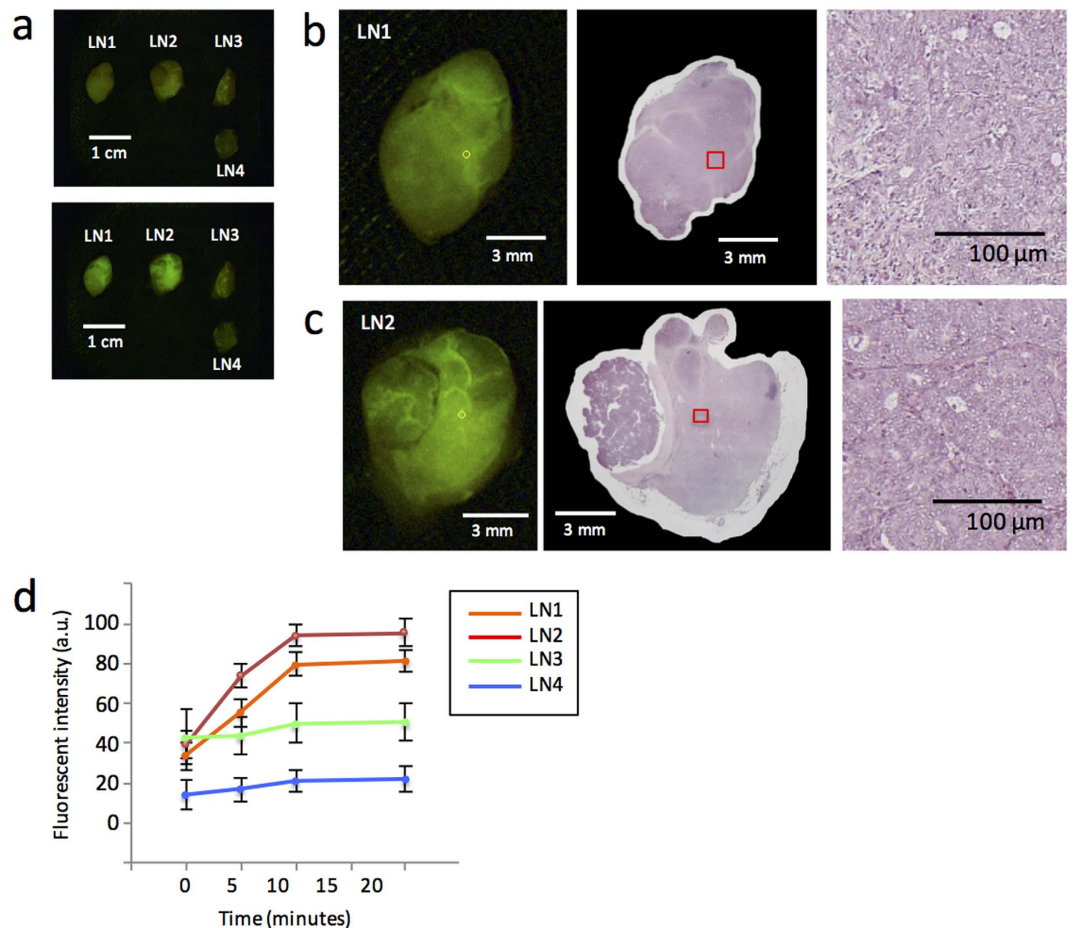 a
LN1 LN2 LN3
1 cm
LN4
LN1 LN2 LN3
1 cm
LN4
b
LN1
3 mm
3 mm
100 µm
c
LN2
3 mm
3 mm
100 µm
d
Fluorescent intensity (a.u.)
100
80
60
40
20
0
0 5 10 15 20
Time (minutes)
LN1
LN2
LN3
LN4